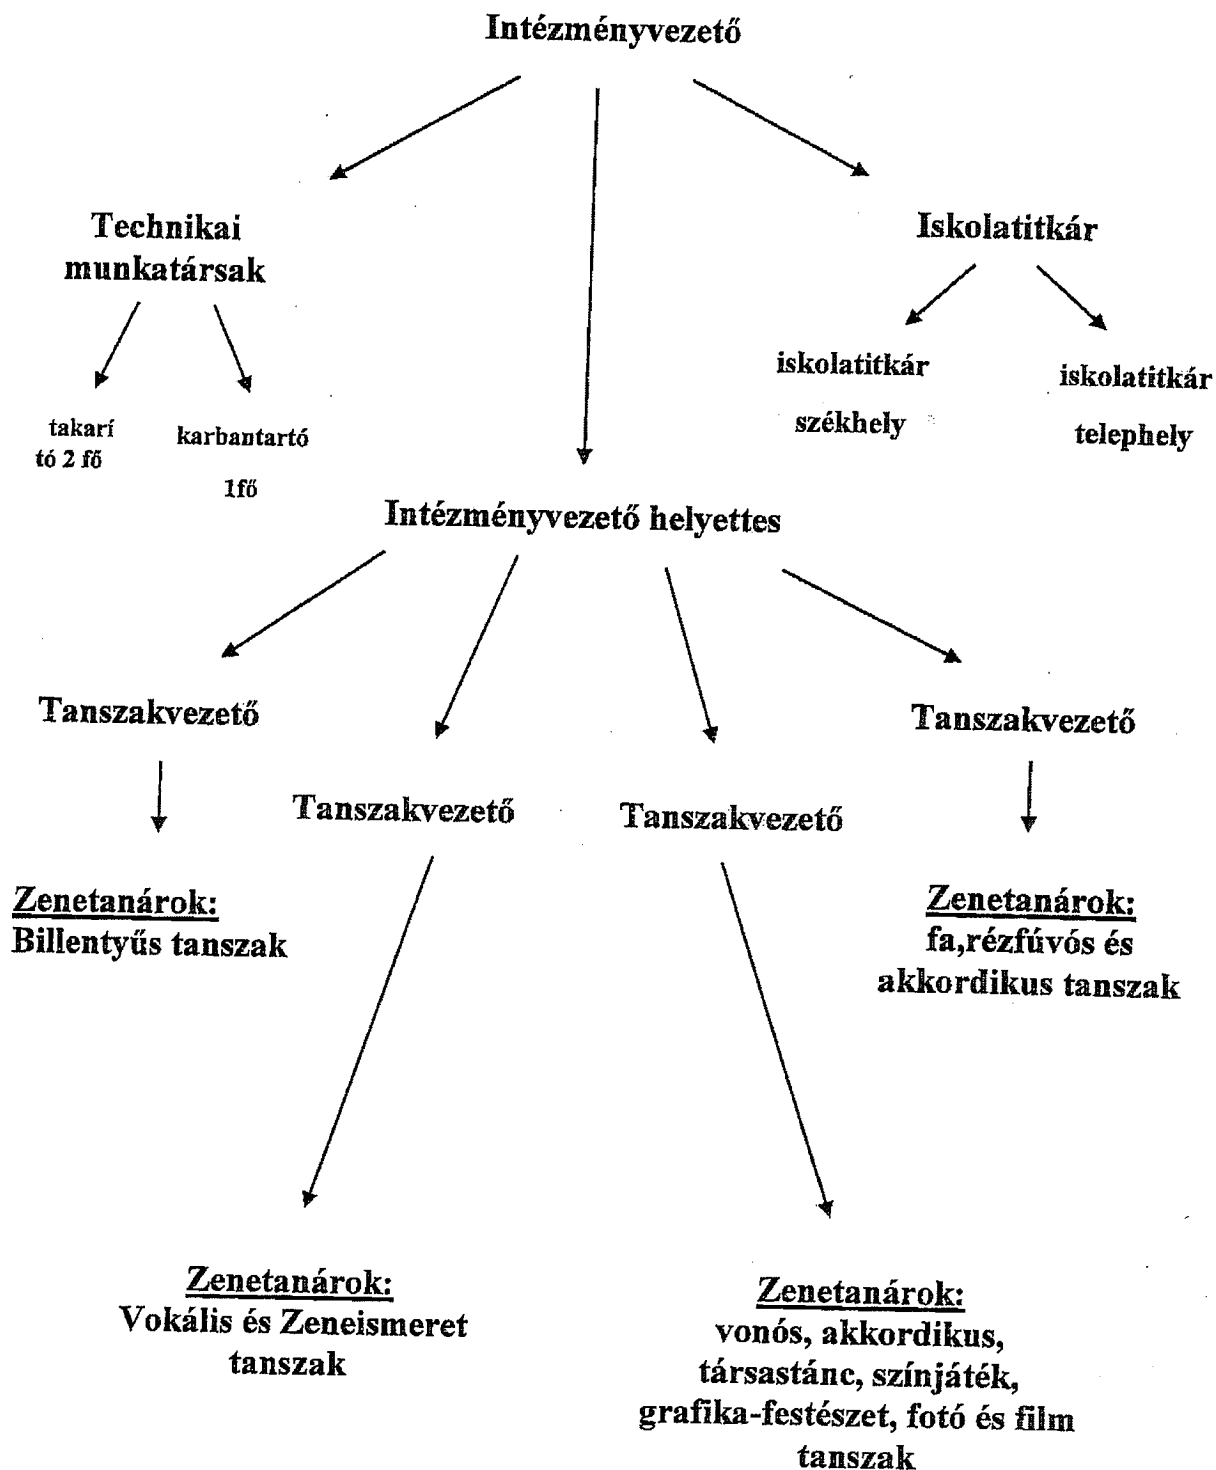 Intézményvezető
Technikai
munkatársak
Iskolatitkár
takarí
tó 2 fő
karbantartó
1fő
iskolatitkár
székhely
iskolatitkár
telephely
Intézményvezető helyettes
Tanszakvezető
Tanszakvezető
Tanszakvezető
Tanszakvezető
Zenetanárok:
Billentyűs tanszak
Zenetanárok:
fa,rézfúvós és
akkordikus tanszak
Zenetanárok:
Vokális és Zeneismeret
tanszak
Zenetanárok:
vonós, akkordikus,
társastánc, színjáték,
grafika-festészet, fotó és film
tanszak